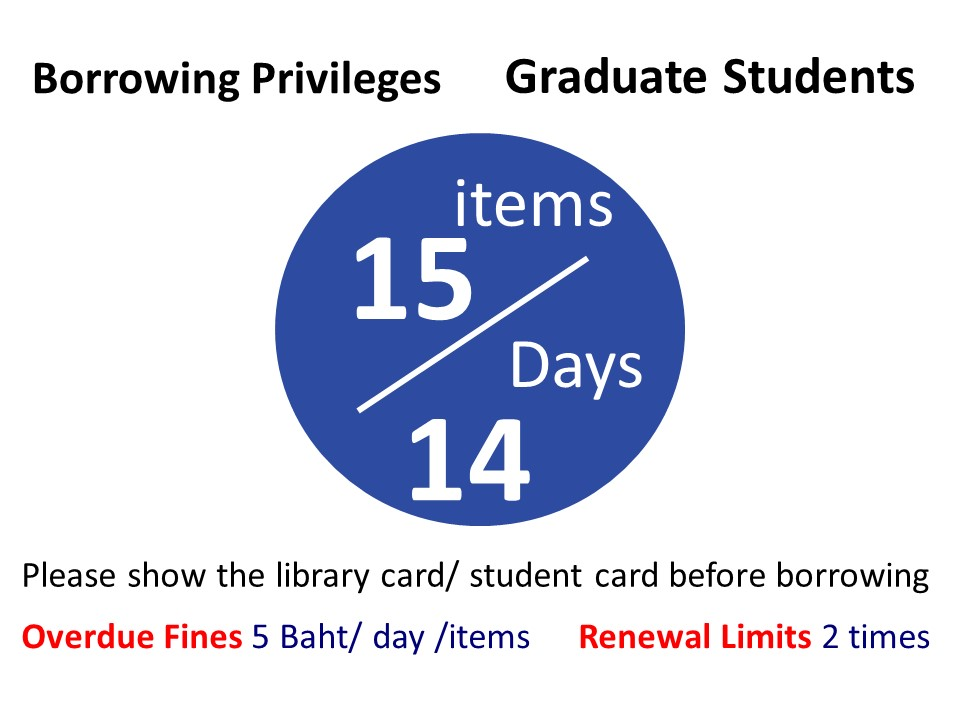 Borrowing Privileges Graduate Students
items
15
Days
14
Please show the library card/ student card before borrowing
Overdue Fines 5 Baht/ day /items Renewal Limits 2 times